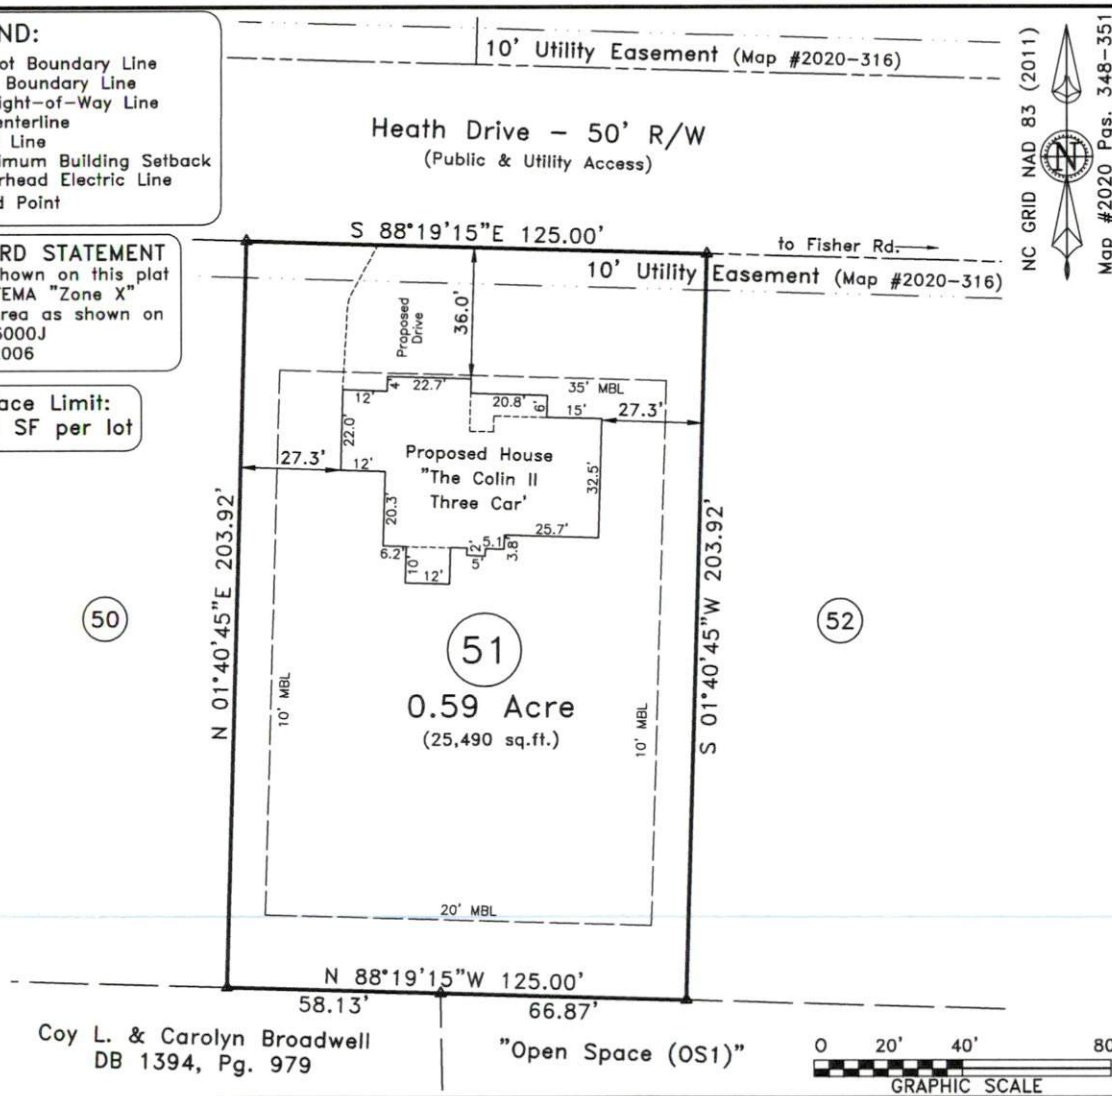 ND:
ot Boundary Line
Boundary Line
ight-of-Way Line
enterline
Line
imum Building Setback
rhead Electric Line
d Point
RD STATEMENT
hown on this plat
EMA "Zone X"
rea as shown on
6000J
006
ace Limit:
SF per lot
10' Utility Easement (Map #2020-316)
Heath Drive - 50' R/W
(Public & Utility Access)
NC GRID NAD 83 (2011)
N
Map #2020 Pgs. 348-351
S 88°19'15"E 125.00'
to Fisher Rd.
10' Utility Easement (Map #2020-316)
Proposed
Drive
36.0'
35' MBL
12'
4'
22.7'
20.8'
6'
15'
27.3'
22.0'
27.3'
12'
Proposed House
"The Colin II
Three Car'
32.5'
20.3'
25.7'
6.2'
10'
12'
2'
5'
5.1'
3.8'
N 01°40'45"E 203.92'
S 01°40'45"W 203.92'
50
51
52
0.59 Acre
(25,490 sq.ft.)
10' MBL
10' MBL
20' MBL
N 88°19'15"W 125.00'
58.13'
66.87'
Coy L. & Carolyn Broadwell
DB 1394, Pg. 979
"Open Space (OS1)"
0 20' 40' 80
GRAPHIC SCALE